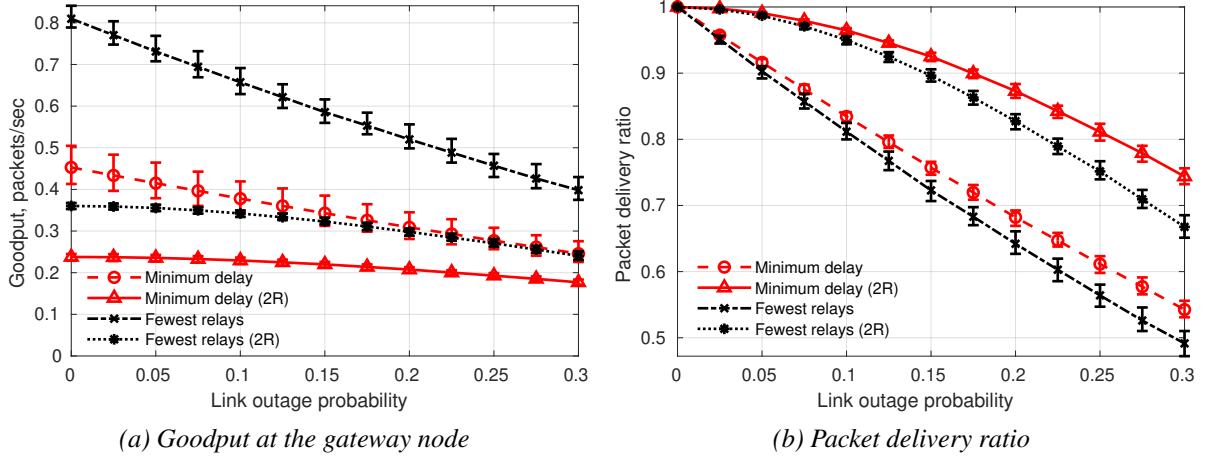 0.8
0.7
0.6
0.5
0.4
0.3
0.2
0.1
0
Goodput, packets/sec
Minimum delay
Minimum delay (2R)
Fewest relays
Fewest relays (2R)
0 0.05 0.1 0.15 0.2 0.25 0.3
Link outage probability
(a) Goodput at the gateway node
1
0.9
0.8
0.7
0.6
0.5
Packet delivery ratio
Minimum delay
Minimum delay (2R)
Fewest relays
Fewest relays (2R)
0 0.05 0.1 0.15 0.2 0.25 0.3
Link outage probability
(b) Packet delivery ratio